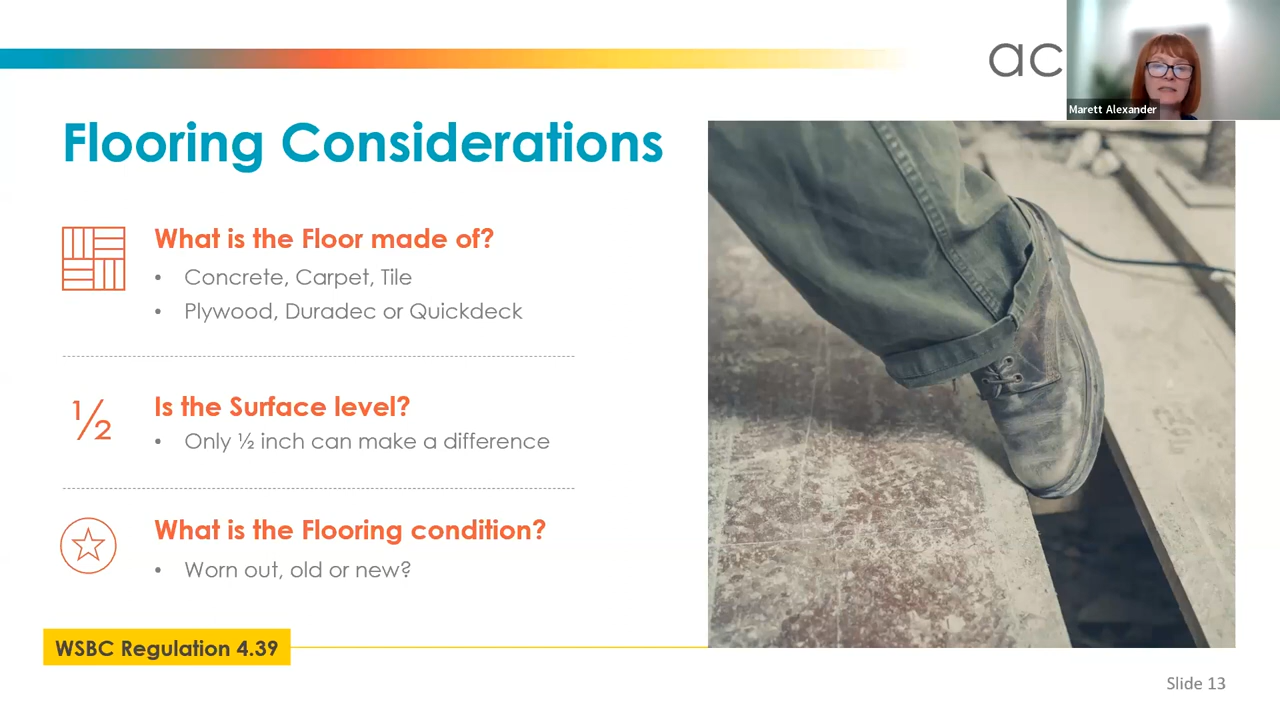 ac
Marett Alexander
Flooring Considerations
What is the Floor made of?
• Concrete, Carpet, Tile
• Plywood, Duradec or Quickdeck
½
Is the Surface level?
• Only ½ inch can make a difference
What is the Flooring condition?
• Worn out, old or new?
WSBC Regulation 4.39
Slide 13